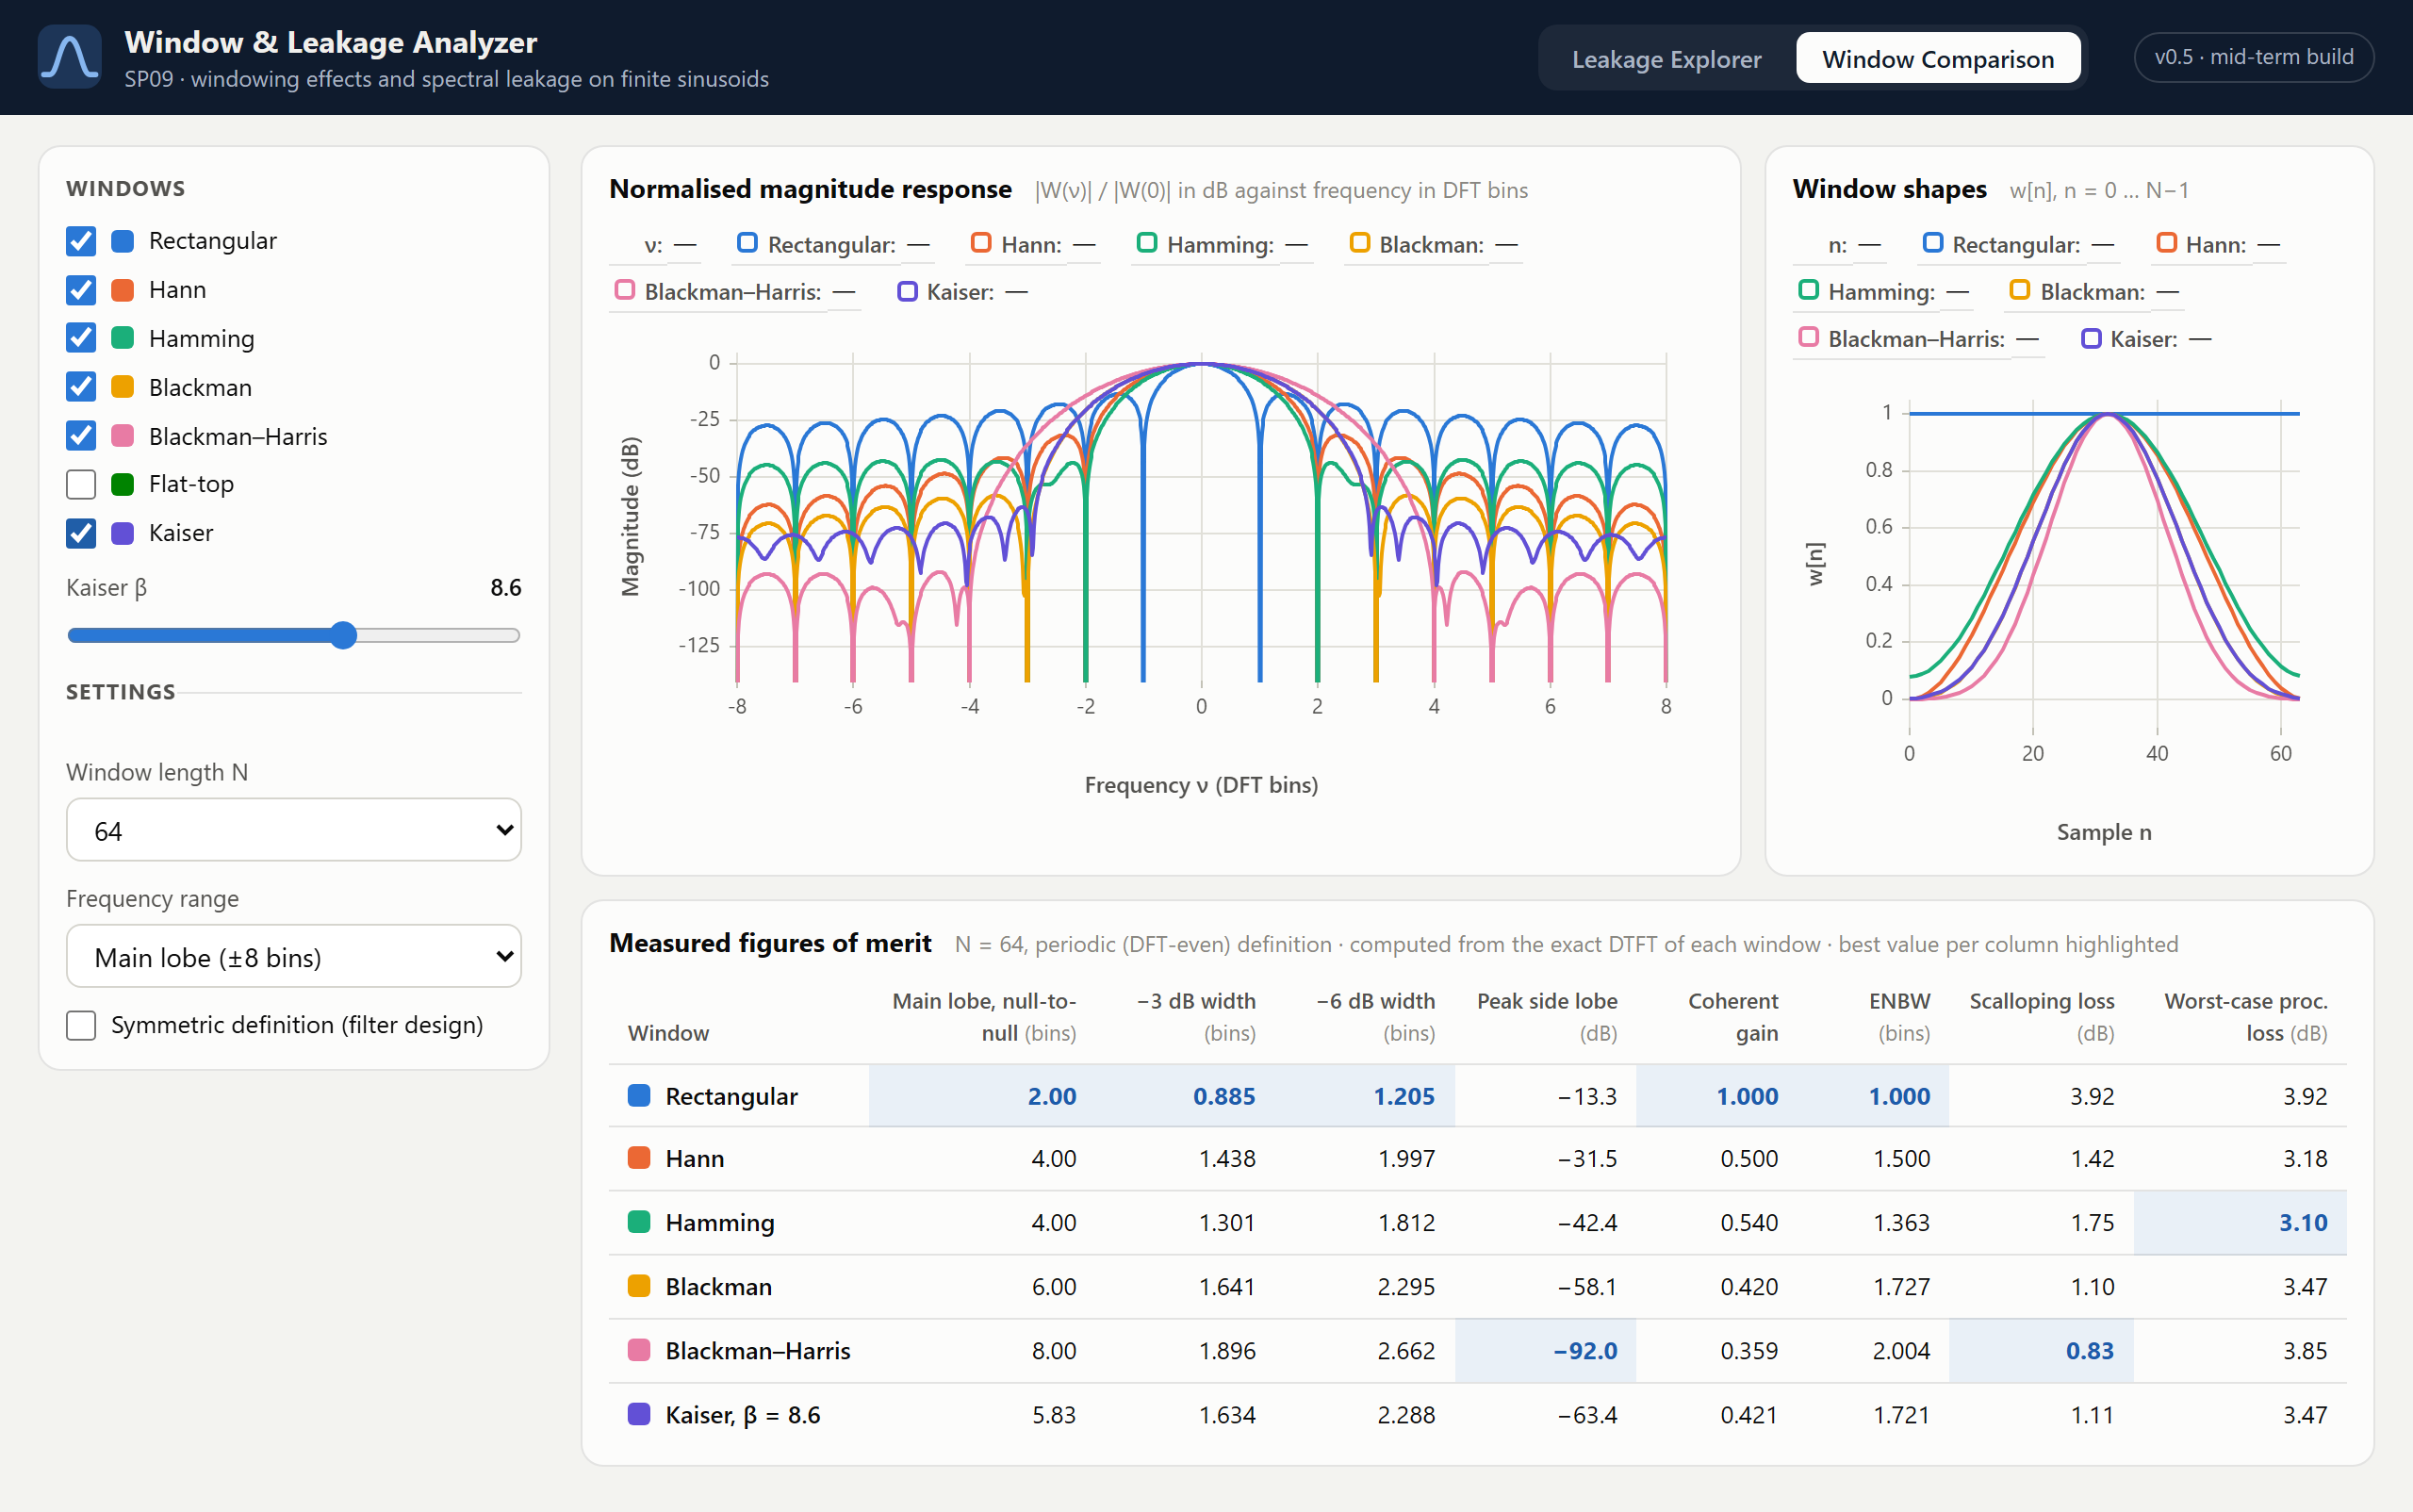 Window & Leakage Analyzer
SP09 · windowing effects and spectral leakage on finite sinusoids
Leakage Explorer
Window Comparison
v0.5 · mid-term build
WINDOWS
Rectangular
Hann
Hamming
Blackman
Blackman–Harris
Flat-top
Kaiser
Kaiser β 8.6
SETTINGS
Window length N
64
Frequency range
Main lobe (±8 bins)
Symmetric definition (filter design)
Normalised magnitude response |W(ν)| / |W(0)| in dB against frequency in DFT bins
ν: — Rectangular: — Hann: — Hamming: — Blackman: —
Blackman–Harris: — Kaiser: —
Magnitude (dB)
0
-25
-50
-75
-100
-125
-8 -6 -4 -2 0 2 4 6 8
Frequency ν (DFT bins)
Window shapes w[n], n = 0 … N−1
n: — Rectangular: — Hann: —
Hamming: — Blackman: —
Blackman–Harris: — Kaiser: —
w[n]
1
0.8
0.6
0.4
0.2
0
0 20 40 60
Sample n
Measured figures of merit N = 64, periodic (DFT-even) definition · computed from the exact DTFT of each window · best value per column highlighted
Main lobe, null-to- −3 dB width −6 dB width Peak side lobe Coherent ENBW Scalloping loss Worst-case proc.
Window null (bins) (bins) (bins) (dB) gain (bins) (dB) loss (dB)
Rectangular 2.00 0.885 1.205 −13.3 1.000 1.000 3.92 3.92
Hann 4.00 1.438 1.997 −31.5 0.500 1.500 1.42 3.18
Hamming 4.00 1.301 1.812 −42.4 0.540 1.363 1.75 3.10
Blackman 6.00 1.641 2.295 −58.1 0.420 1.727 1.10 3.47
Blackman–Harris 8.00 1.896 2.662 −92.0 0.359 2.004 0.83 3.85
Kaiser, β = 8.6 5.83 1.634 2.288 −63.4 0.421 1.721 1.11 3.47